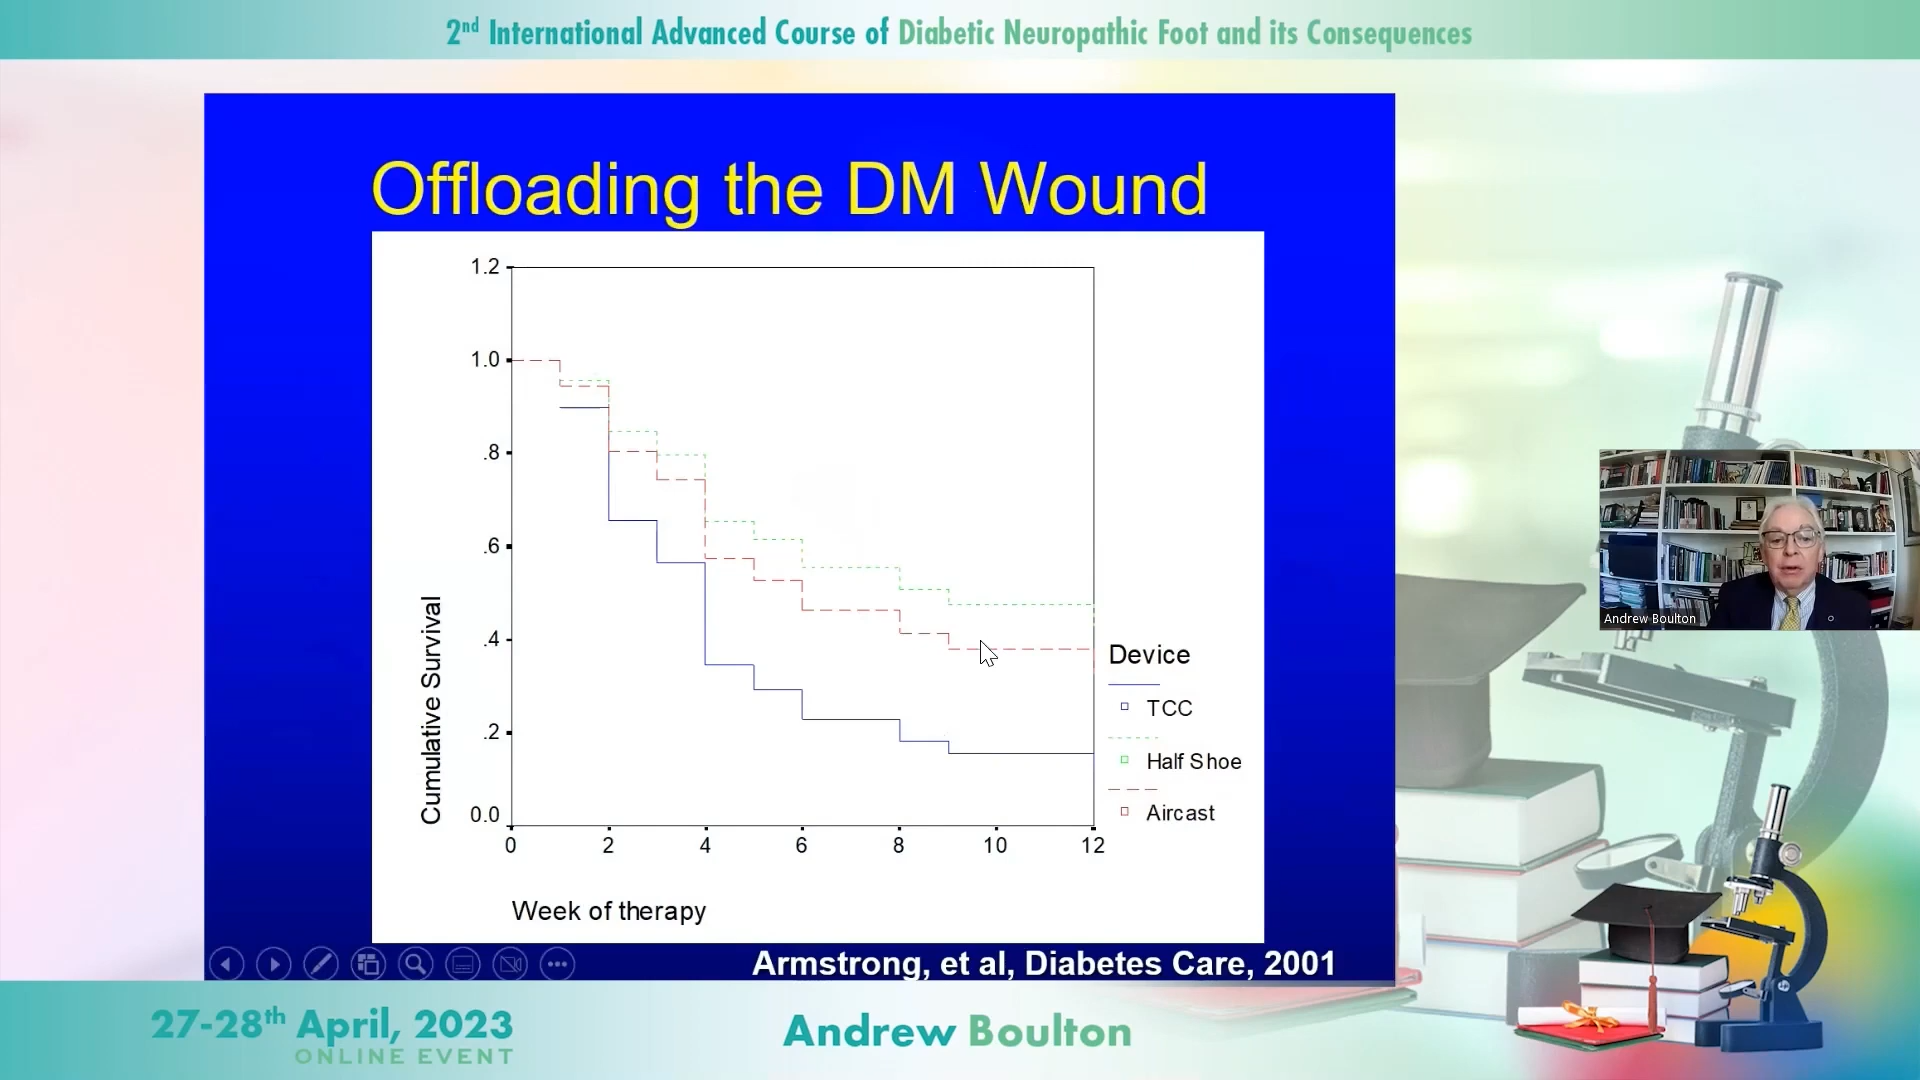 2nd International Advanced Course of Diabetic Neuropathic Foot and its Consequences
Offloading the DM Wound
1.2
1.0
.8
.6
.4
.2
0.0
Cumulative Survival
0 2 4 6 8 10 12
Week of therapy
Device
TCC
Half Shoe
Aircast
Armstrong, et al, Diabetes Care, 2001
Andrew Boulton
27-28th April, 2023
ONLINE EVENT
Andrew Boulton